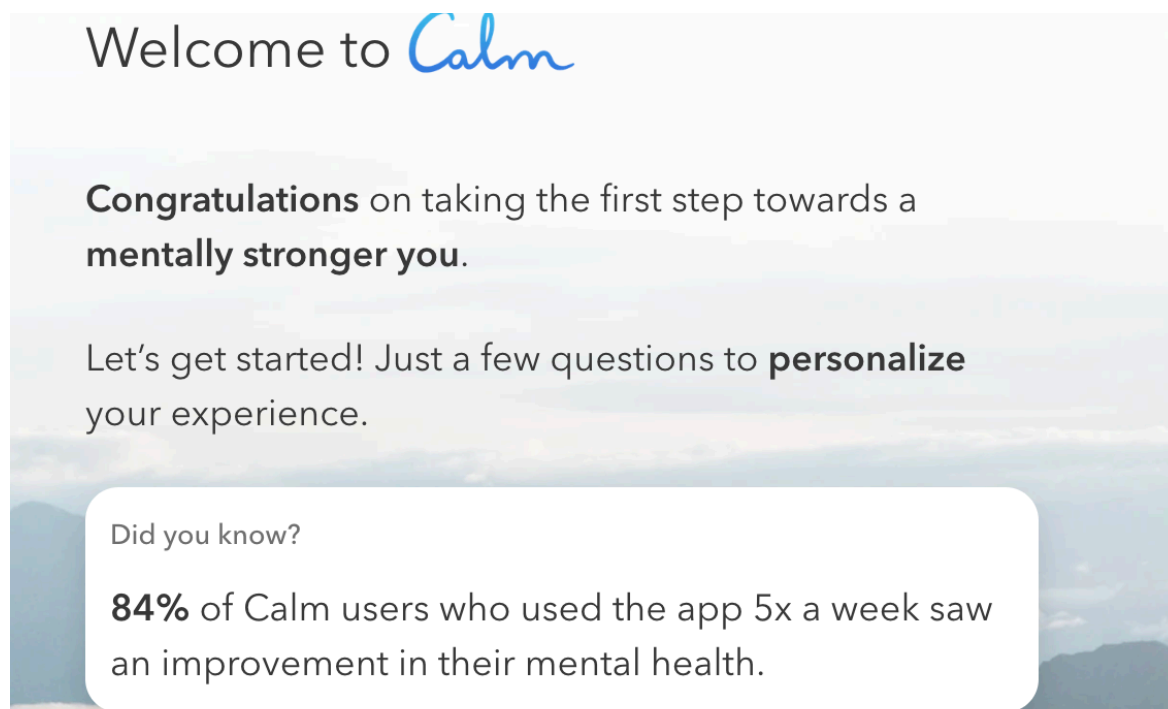 Welcome to Calm
Congratulations on taking the first step towards a
mentally stronger you.
Let’s get started! Just a few questions to personalize
your experience.
Did you know?
84% of Calm users who used the app 5x a week saw
an improvement in their mental health.